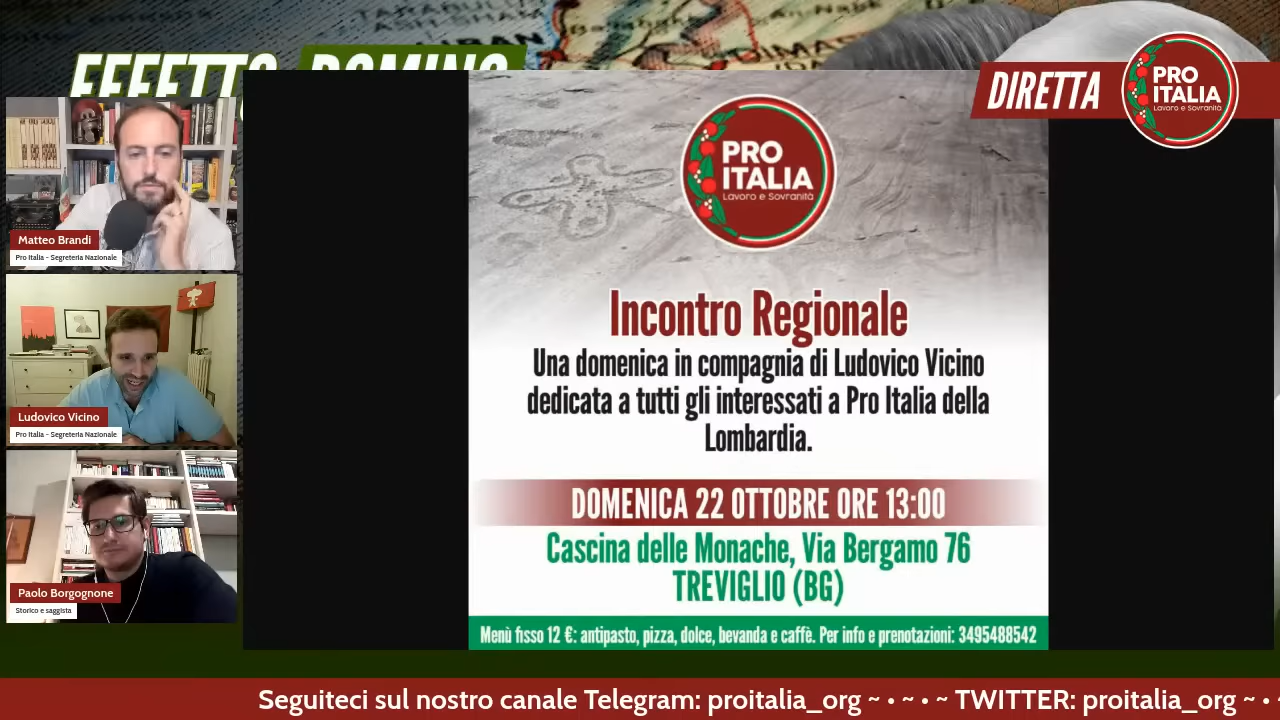 EFFETTO DOMINO
DIRETTA
PRO
ITALIA
Lavoro e Sovranità
Matteo Brandi
Pro Italia - Segreteria Nazionale
Ludovico Vicino
Pro Italia - Segreteria Nazionale
Paolo Borgognone
Storico e saggista
PRO
ITALIA
Lavoro e Sovranità
Incontro Regionale
Una domenica in compagnia di Ludovico Vicino
dedicata a tutti gli interessati a Pro Italia della
Lombardia.
DOMENICA 22 OTTOBRE ORE 13:00
Cascina delle Monache, Via Bergamo 76
TREVIGLIO (BG)
Menù fisso 12 €: antipasto, pizza, dolce, bevanda e caffè. Per info e prenotazioni: 3495488542
Seguiteci sul nostro canale Telegram: proitalia_org ~ • ~ • ~ TWITTER: proitalia_org ~ •